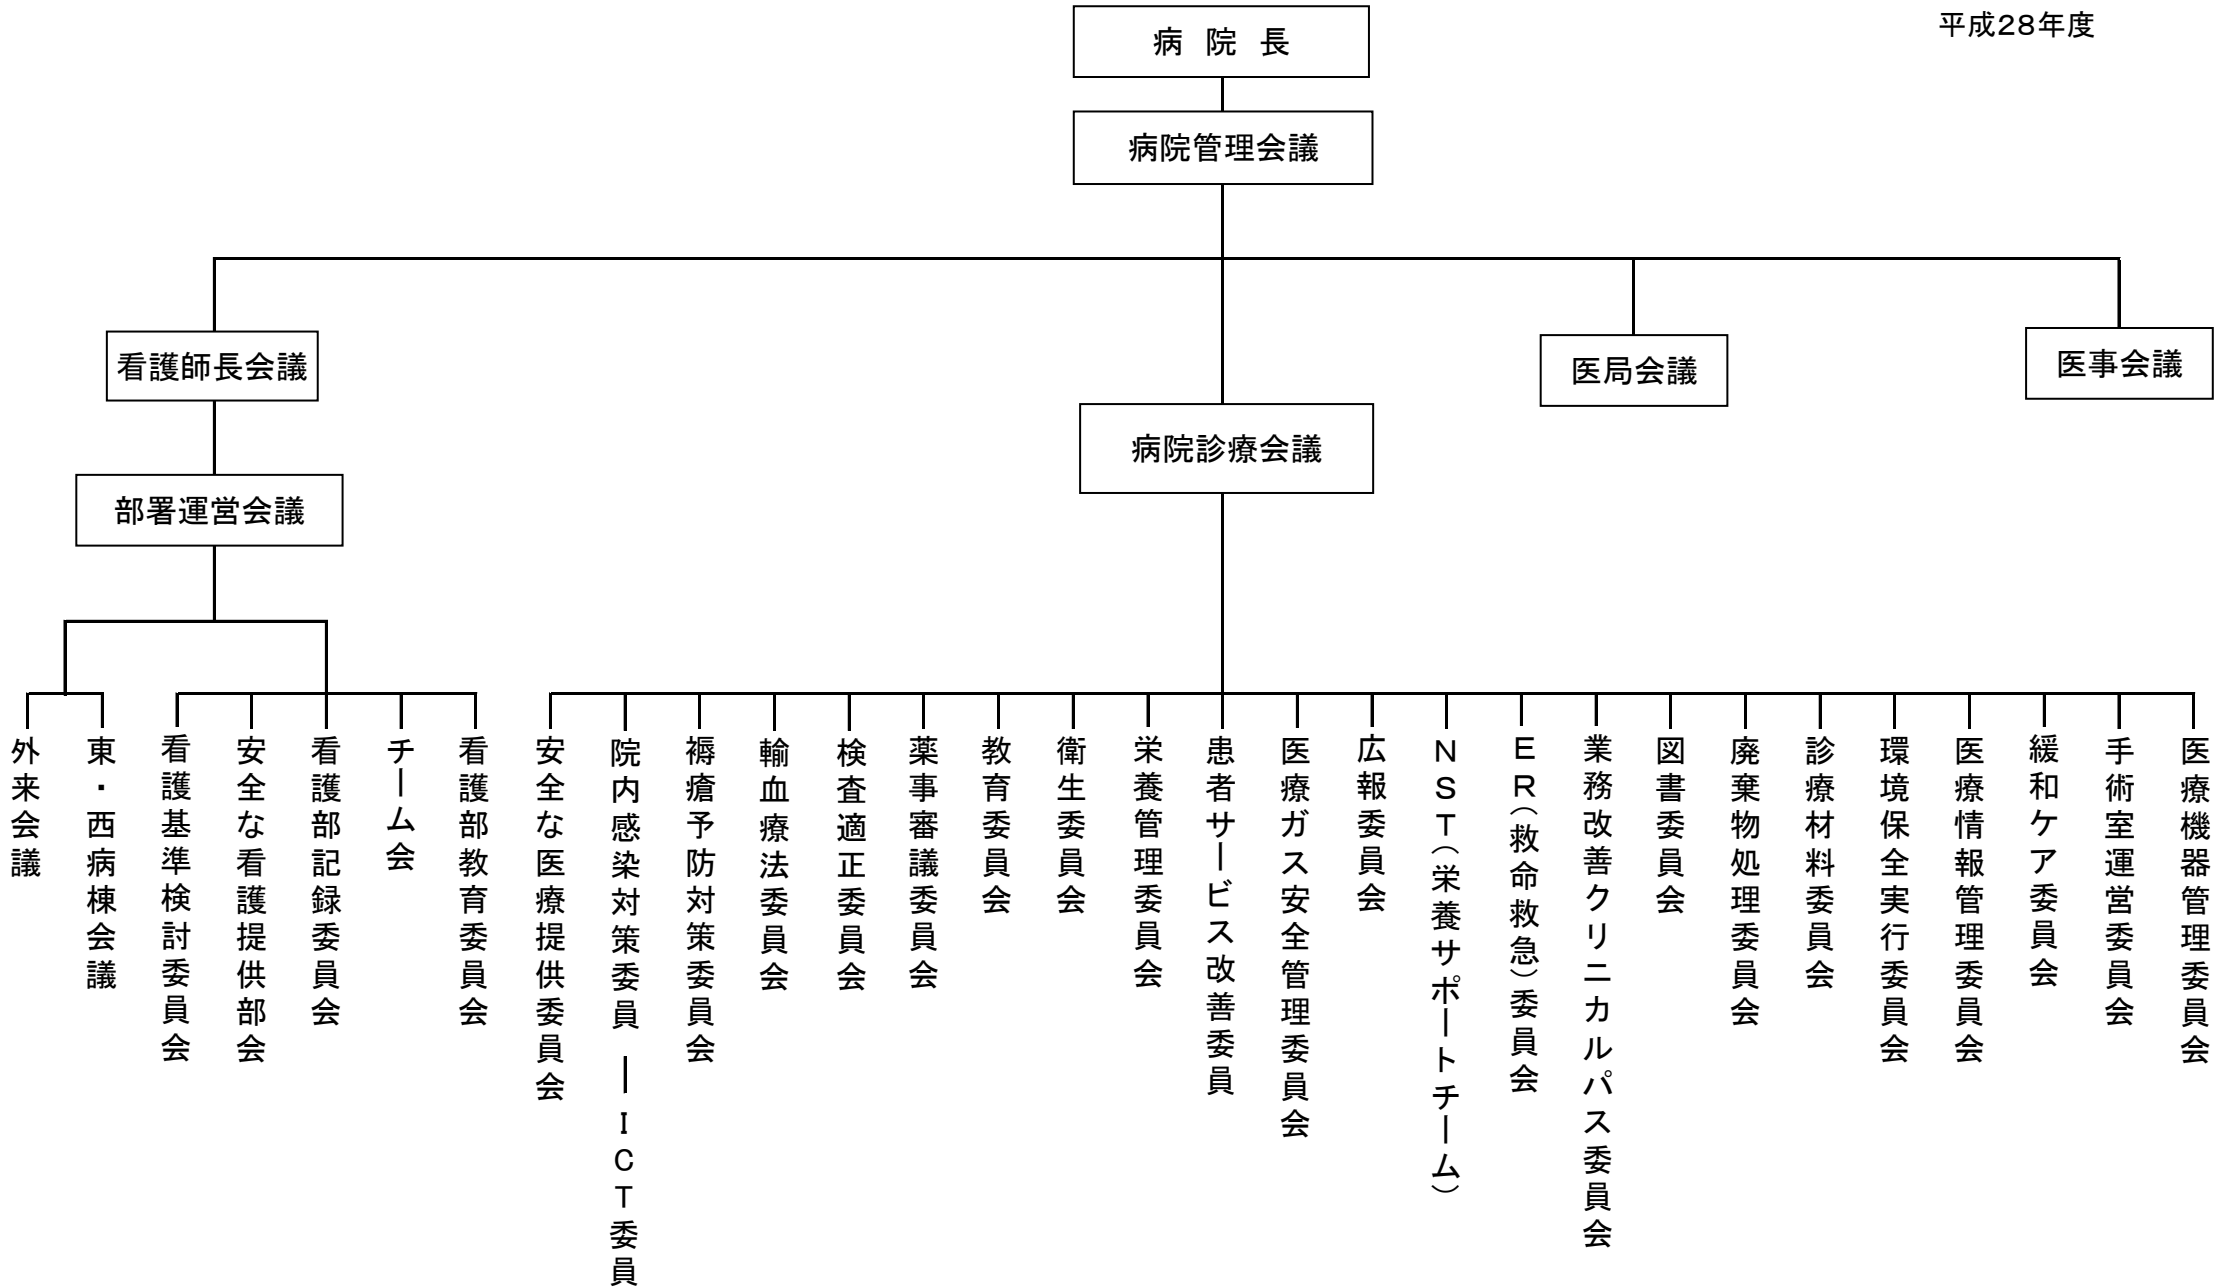 平成28年度
病 院 長
病院管理会議
看護師長会議
病院診療会議
医局会議
医事会議
部署運営会議
外来会議
東・西病棟会議
看護基準検討委員会
安全な看護提供部会
看護部記録委員会
チーム会
看護部教育委員会
安全な医療提供委員会
院内感染対策委員
ICT委員
褥瘡予防対策委員会
輸血療法委員会
検査適正委員会
薬事審議委員会
教育委員会
衛生委員会
栄養管理委員会
患者サービス改善委員
医療ガス安全管理委員会
広報委員会
NST(栄養サポートチーム)
ER(救命救急)委員会
業務改善クリニカルパス委員会
図書委員会
廃棄物処理委員会
診療材料委員会
環境保全実行委員会
医療情報管理委員会
緩和ケア委員会
手術室運営委員会
医療機器管理委員会